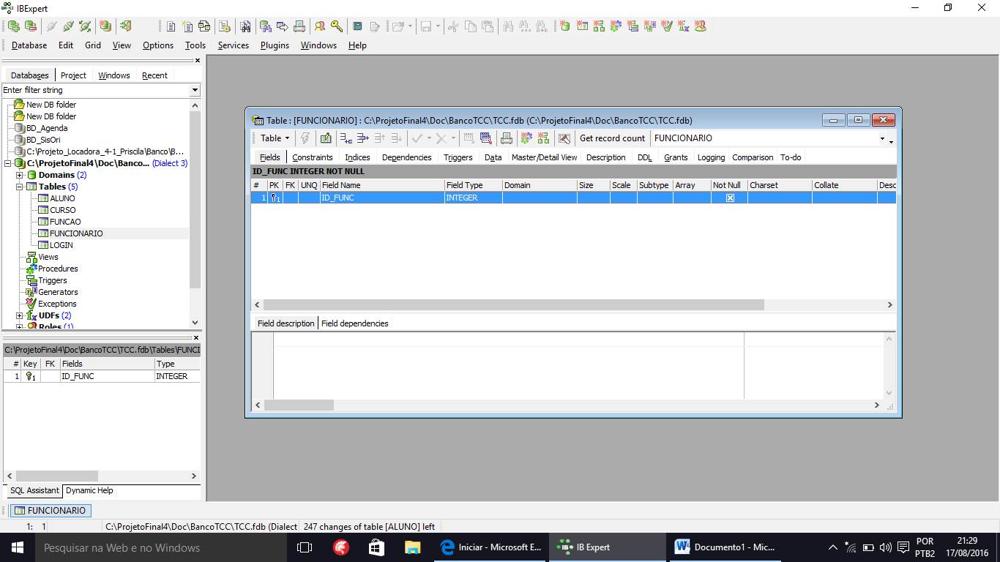 IBExpert
Database Edit Grid View Options Tools Services Plugins Windows Help
Databases Project Windows Recent
Enter filter string
New DB folder
New DB folder
BD_Agenda
BD_SisOri
C:\Projeto_Locadora_4-1_Priscila\Banco\B...
C:\ProjetoFinal4\Doc\Banco... (Dialect 3)
Domains (2)
Tables (5)
ALUNO
CURSO
FUNCAO
FUNCIONARIO
LOGIN
Views
Procedures
Triggers
Generators
Exceptions
UDFs (2)
Roles (1)
C:\ProjetoFinal4\Doc\BancoTCC\TCC.fdb\Tables\FUNCI
# Key FK Fields Type
1 1 ID_FUNC INTEGER
SQL Assistant Dynamic Help
Table : [FUNCIONARIO] : C:\ProjetoFinal4\Doc\BancoTCC\TCC.fdb (C:\ProjetoFinal4\Doc\BancoTCC\TCC.fdb)
Table Get record count FUNCIONARIO
Fields Constraints Indices Dependencies Triggers Data Master/Detail View Description DDL Grants Logging Comparison To-do
ID_FUNC INTEGER NOT NULL
# PK FK UNQ Field Name Field Type Domain Size Scale Subtype Array Not Null Charset Collate Desc
1 1 ID_FUNC INTEGER
Field description Field dependencies
FUNCIONARIO
1: 1 C:\ProjetoFinal4\Doc\BancoTCC\TCC.fdb (Dialect 247 changes of table [ALUNO] left
Pesquisar na Web e no Windows
Iniciar - Microsoft E...
IB Expert
Documento1 - Mic...
POR
PTB2
21:29
17/08/2016